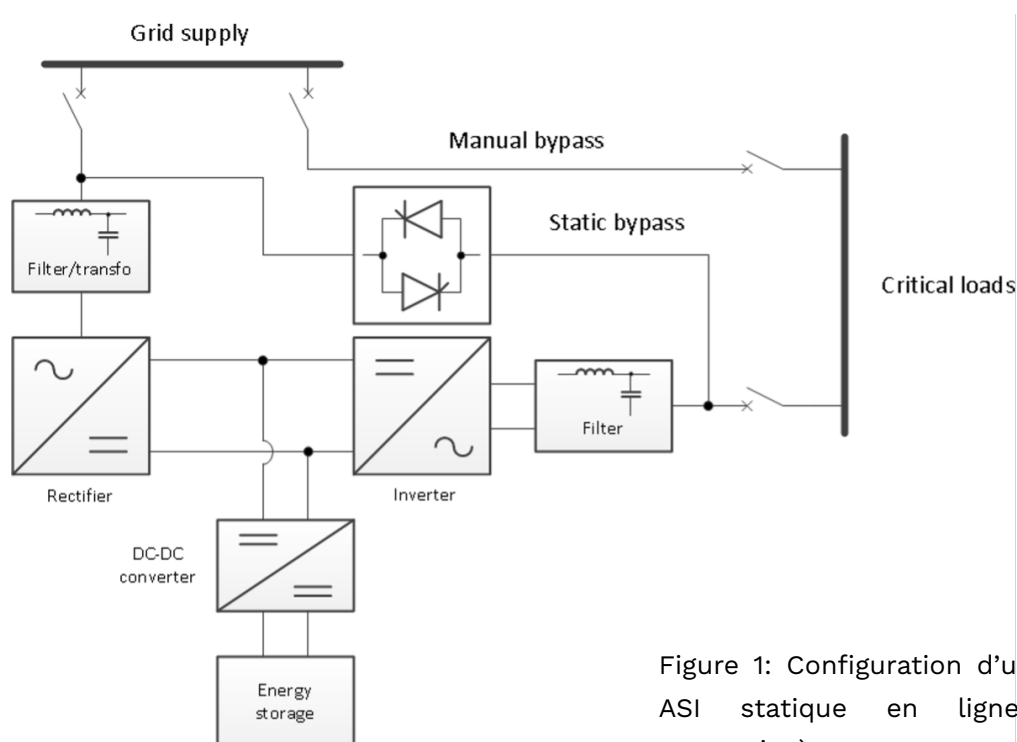 Grid supply
Manual bypass
Static bypass
Filter/transfo
Critical loads
Filter
Rectifier
Inverter
DC-DC
converter
Energy
storage
Figure 1: Configuration d’u
ASI statique en ligne